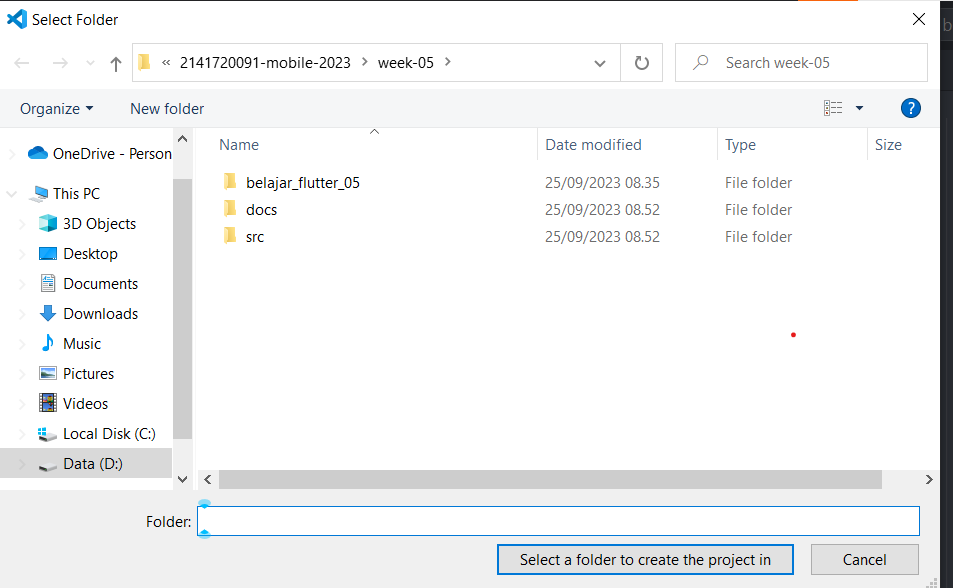 Select Folder
« 2141720091-mobile-2023 > week-05 >
Search week-05
Organize
New folder
?
OneDrive - Person
This PC
3D Objects
Desktop
Documents
Downloads
Music
Pictures
Videos
Local Disk (C:)
Data (D:)
Name Date modified Type Size
belajar_flutter_05 25/09/2023 08.35 File folder
docs 25/09/2023 08.52 File folder
src 25/09/2023 08.52 File folder
Folder:
Select a folder to create the project in
Cancel